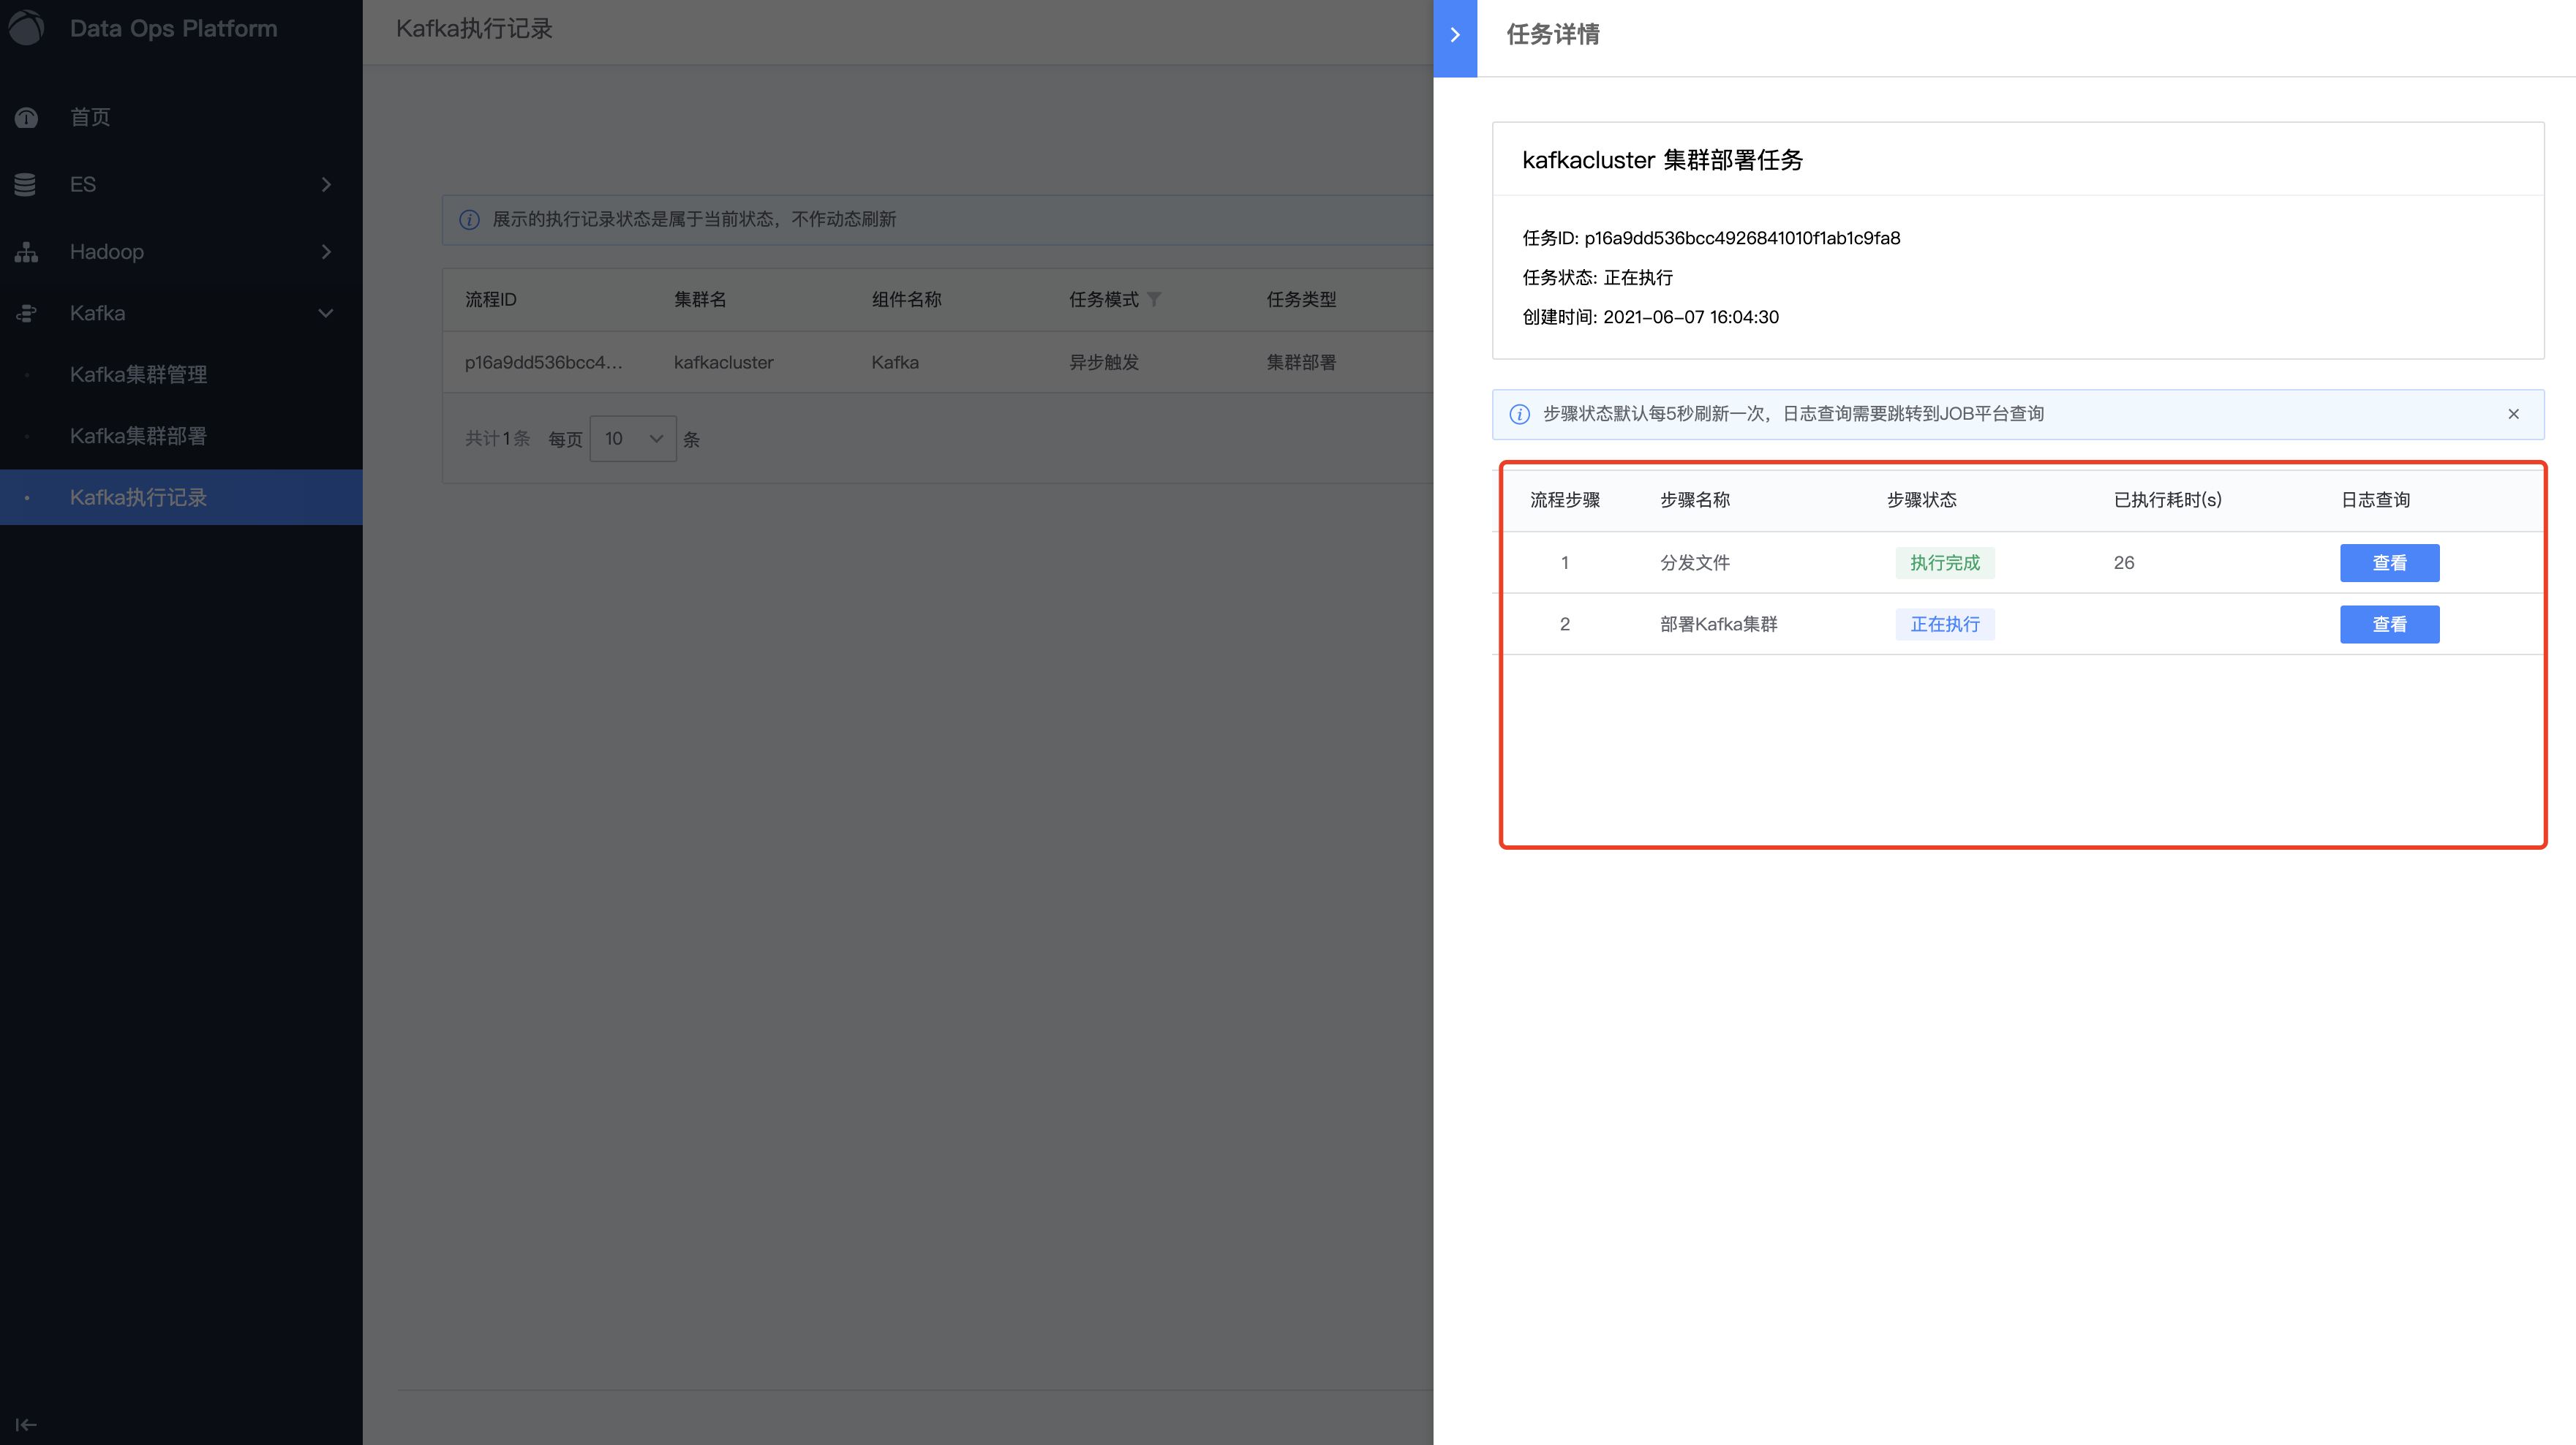 Data Ops Platform
首页
ES
Hadoop
Kafka
Kafka集群管理
Kafka集群部署
Kafka执行记录
Kafka执行记录
展示的执行记录状态是属于当前状态，不作动态刷新
流程ID 集群名 组件名称 任务模式 任务类型
p16a9dd536bcc4... kafkacluster Kafka 异步触发 集群部署
共计1条 每页 10 条
任务详情
kafkacluster 集群部署任务
任务ID: p16a9dd536bcc4926841010f1ab1c9fa8
任务状态: 正在执行
创建时间: 2021-06-07 16:04:30
步骤状态默认每5秒刷新一次，日志查询需要跳转到JOB平台查询
流程步骤 步骤名称 步骤状态 已执行耗时(s) 日志查询
1 分发文件 执行完成 26 查看
2 部署Kafka集群 正在执行 查看